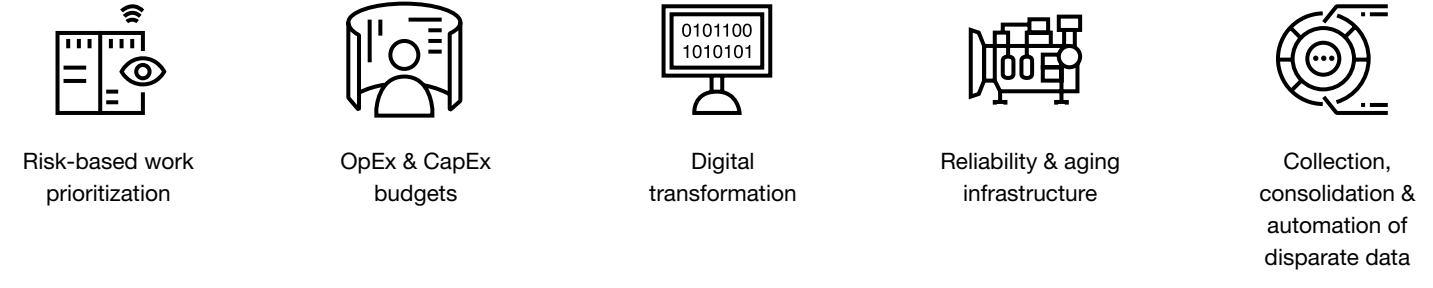 0101100
1010101
Risk-based work
prioritization
OpEx & CapEx
budgets
Digital
transformation
Reliability & aging
infrastructure
Collection,
consolidation &
automation of
disparate data